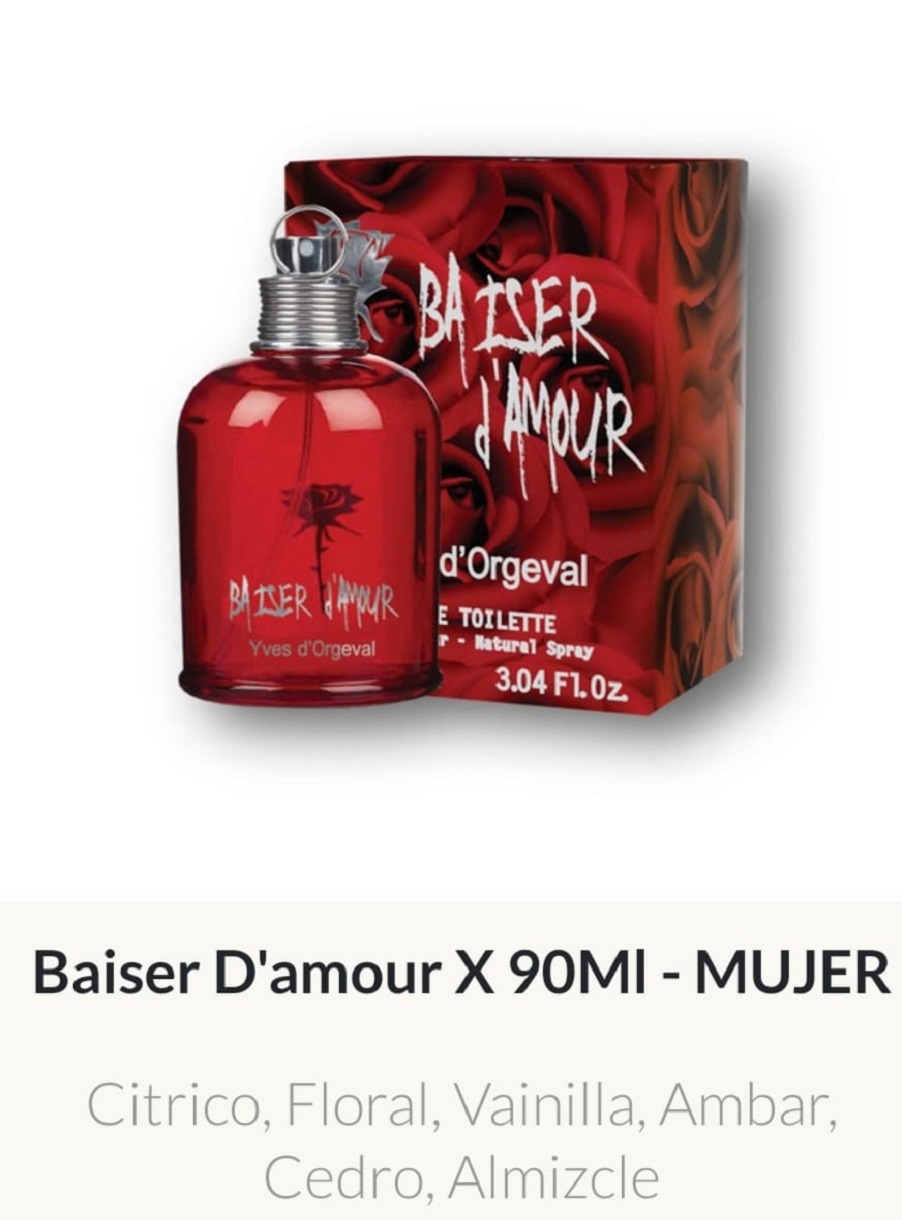 BAISER
d'AMOUR
d'Orgeval
E TOILETTE
r - Natural Spray
3.04 Fl.Oz.
BAISER d'AMOUR
Yves d'Orgeval
Baiser D'amour X 90Ml - MUJER
Citrico, Floral, Vainilla, Ambar,
Cedro, Almizcle